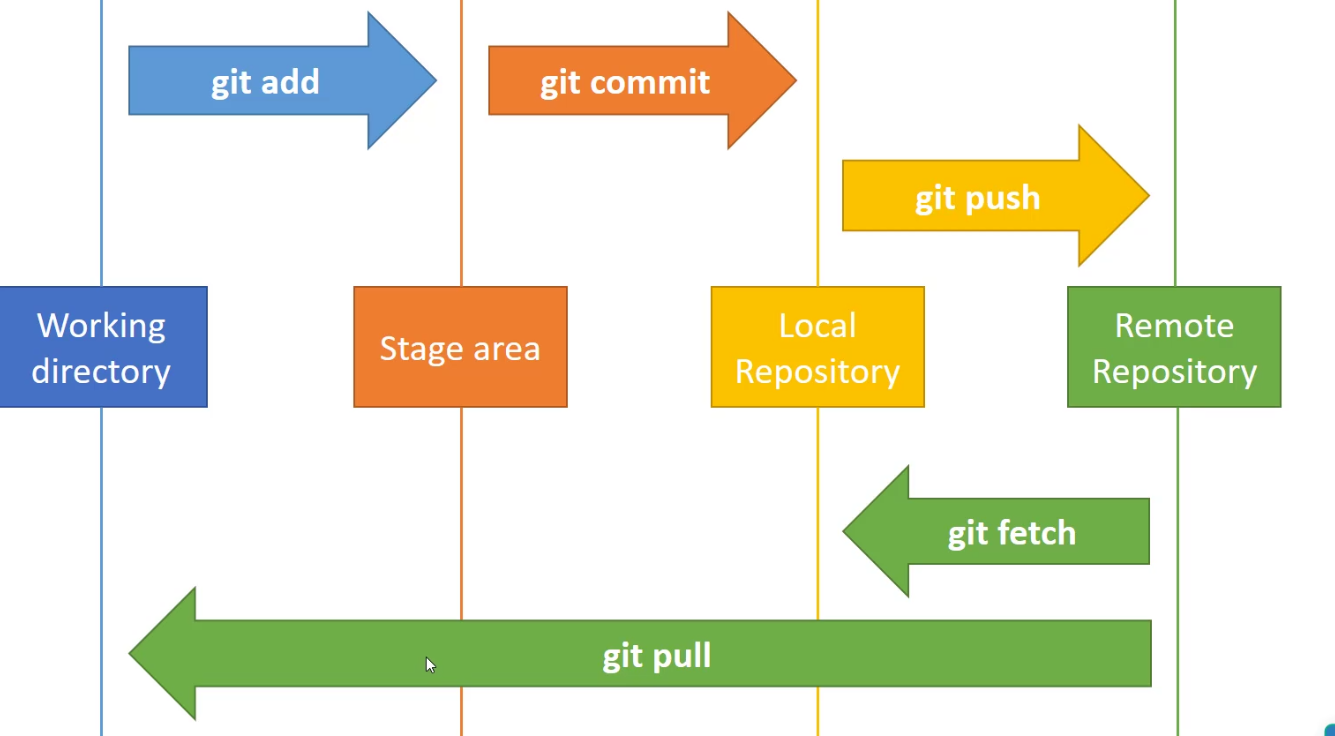 git add
git commit
git push
Working
directory
Stage area
Local
Repository
Remote
Repository
git fetch
git pull